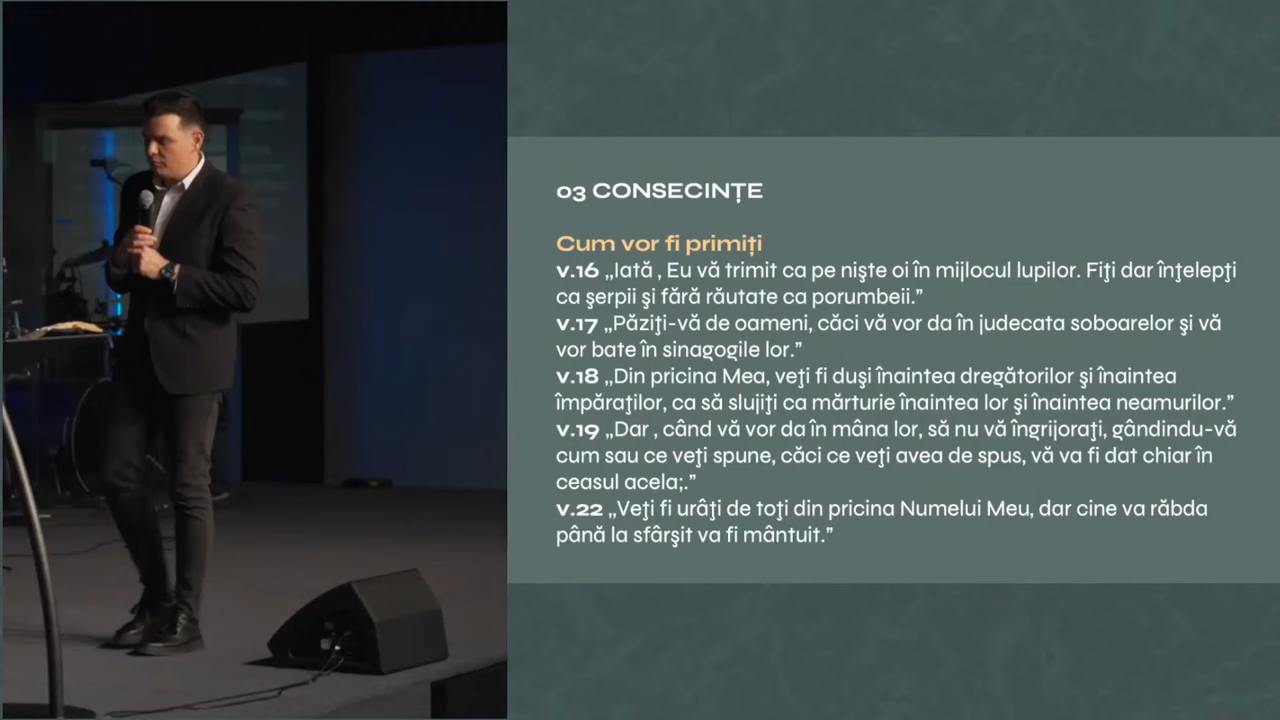 03 CONSECINȚE
Cum vor fi primiți
v.16 „Iată , Eu vă trimit ca pe nişte oi în mijlocul lupilor. Fiţi dar înţelepţi
ca şerpii şi fără răutate ca porumbeii.”
v.17 „Păziţi-vă de oameni, căci vă vor da în judecata soboarelor şi vă
vor bate în sinagogile lor.”
v.18 „Din pricina Mea, veţi fi duşi înaintea dregătorilor şi înaintea
împăraţilor, ca să slujiţi ca mărturie înaintea lor şi înaintea neamurilor.”
v.19 „Dar , când vă vor da în mâna lor, să nu vă îngrijoraţi, gândindu-vă
cum sau ce veţi spune, căci ce veţi avea de spus, vă va fi dat chiar în
ceasul acela;.”
v.22 „Veţi fi urâţi de toţi din pricina Numelui Meu, dar cine va răbda
până la sfârşit va fi mântuit.”